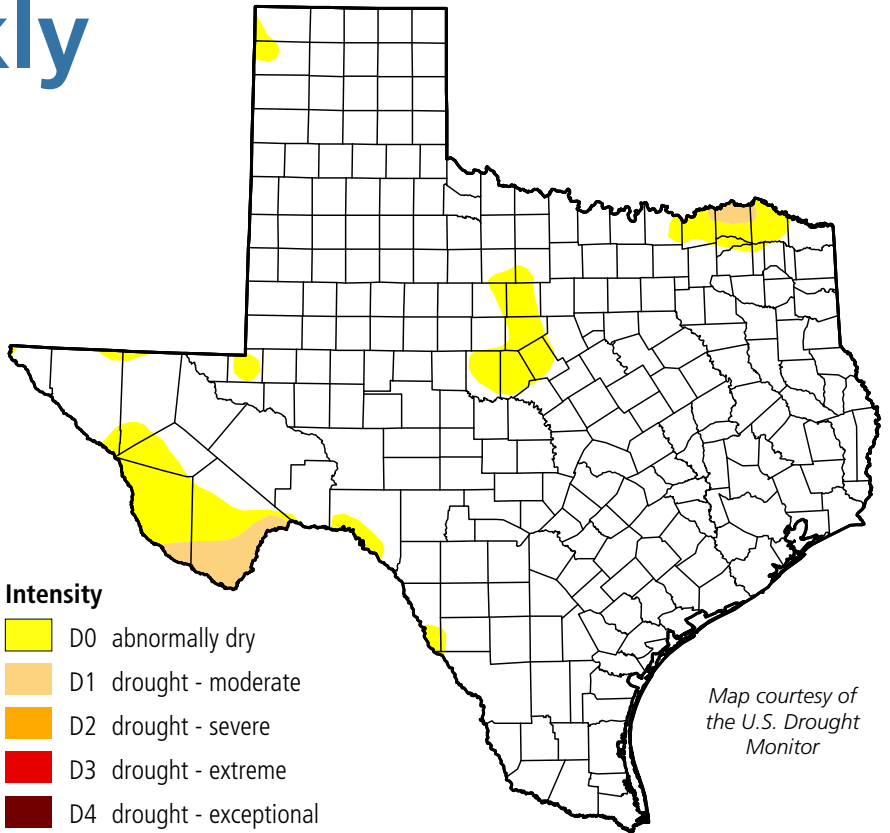 kly
Intensity
D0 abnormally dry
D1 drought - moderate
D2 drought - severe
D3 drought - extreme
D4 drought - exceptional
Map courtesy of
the U.S. Drought
Monitor